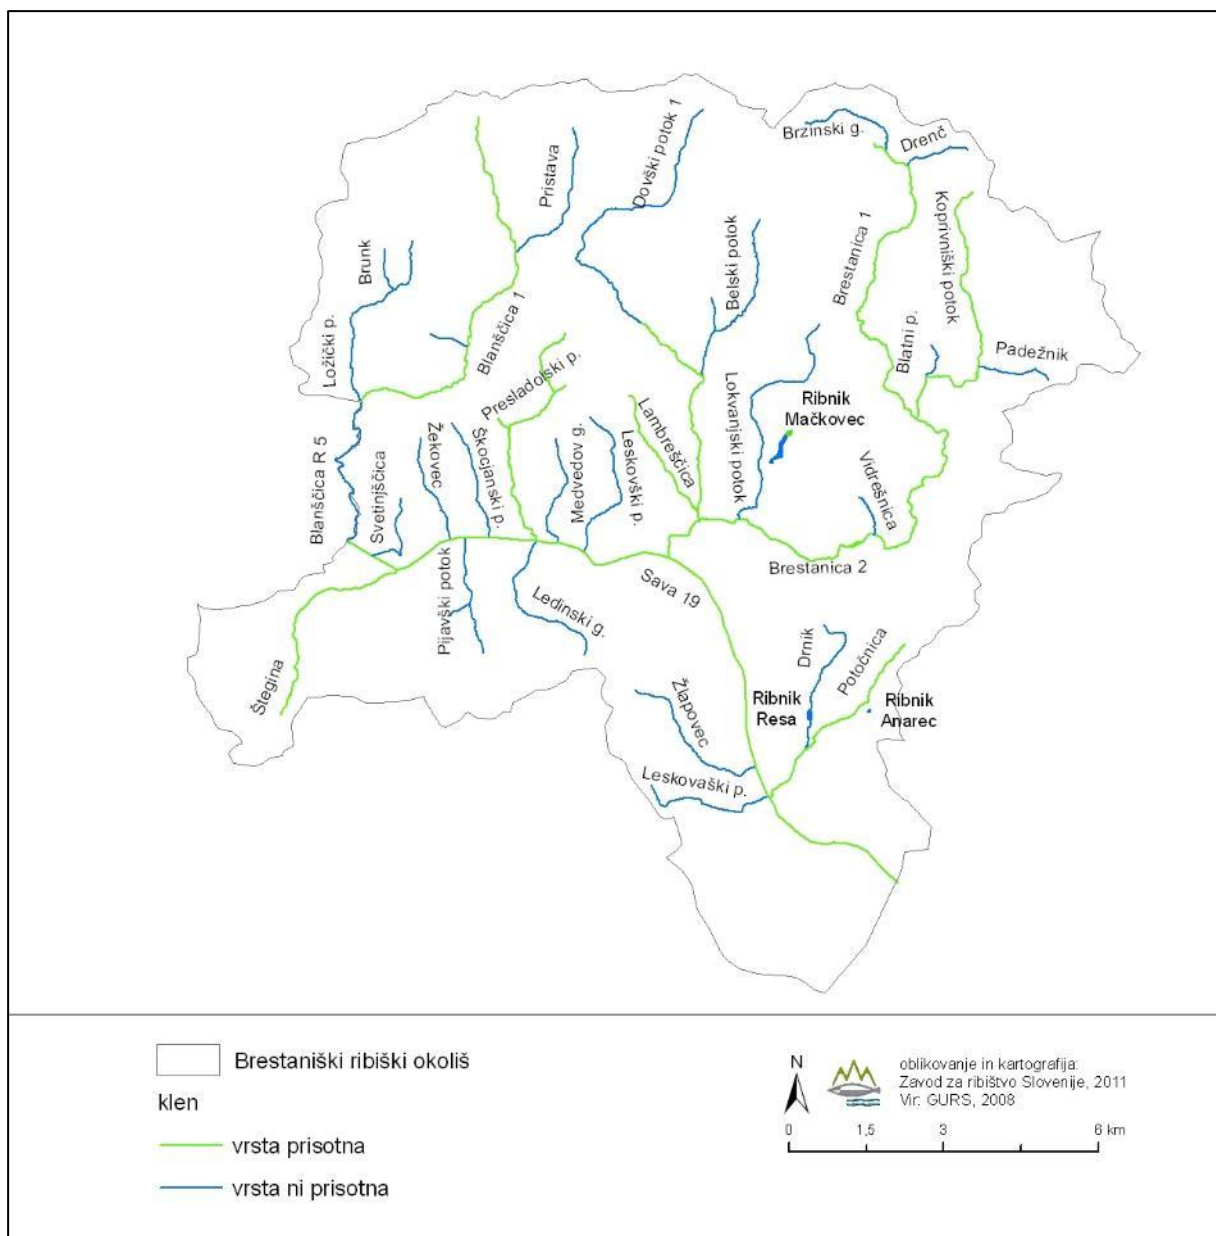 Brzinski g.
Drenč
Dovški potok 1
Pristava
Koprivniški potok
Brestanica 1
Belski potok
Brunk
Ložički p.
Blanščica 1
Blatni p.
Padežnik
Presladolski p.
Lokvanjski potok
Ribnik
Mačkovec
Lambreščica
Žekovec
Škocjanski p.
Medvedov g.
Leskovški p.
Vidrešnica
Blanščica R 5
Svetinjščica
Brestanica 2
Sava 19
Pijavški potok
Ledinski g.
Drnik
Potočnica
Štegina
Žlapovec
Ribnik
Resa
Ribnik
Anarec
Leskovaški p.
Brestaniški ribiški okoliš
klen
vrsta prisotna
vrsta ni prisotna
N
oblikovanje in kartografija:
Zavod za ribištvo Slovenije, 2011
Vir: GURS, 2008
0 1,5 3 6 km